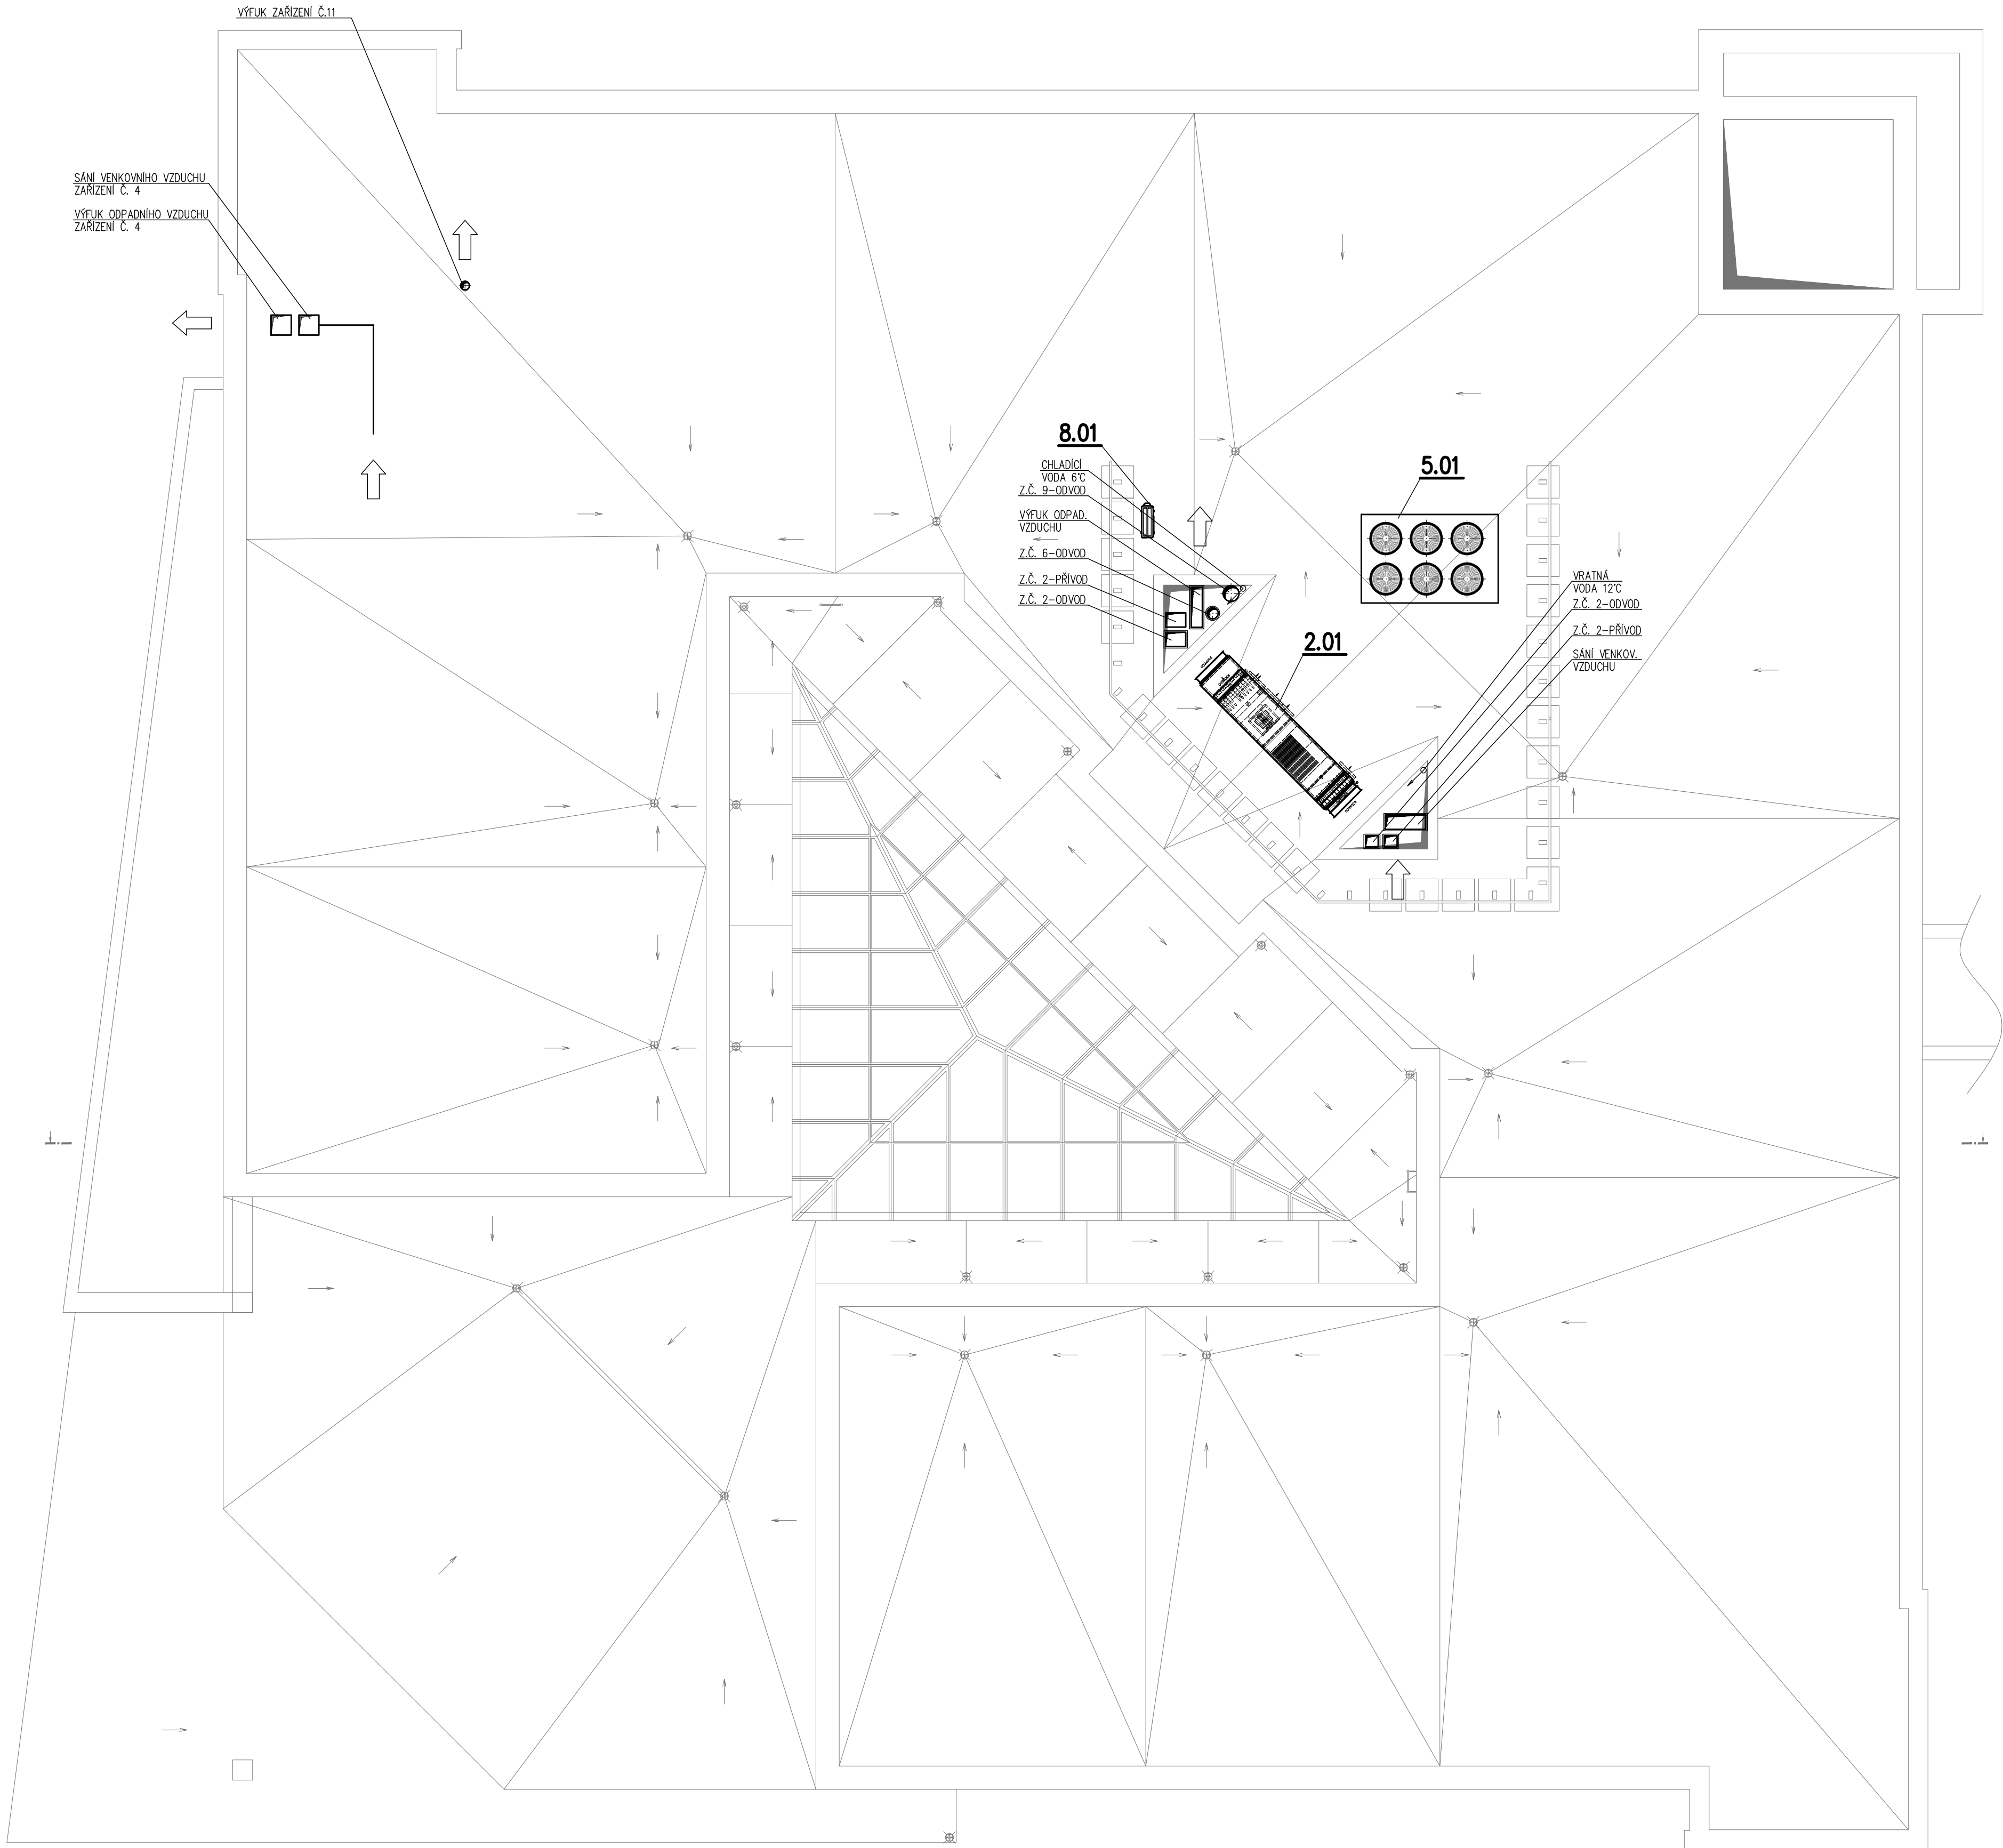 VÝFUK ZAŘÍZENÍ Č.11
SÁNÍ VENKOVNÍHO VZDUCHU
ZAŘÍZENÍ Č. 4
VÝFUK ODPADNÍHO VZDUCHU
ZAŘÍZENÍ Č. 4
8.01
CHLADÍCÍ
VODA 6°C
Z.Č. 9-ODVOD
VÝFUK ODPAD.
VZDUCHU
Z.Č. 6-ODVOD
Z.Č. 2-PŘÍVOD
Z.Č. 2-ODVOD
5.01
2.01
VRATNÁ
VODA 12°C
Z.Č. 2-ODVOD
Z.Č. 2-PŘÍVOD
SÁNÍ VENKOV.
VZDUCHU